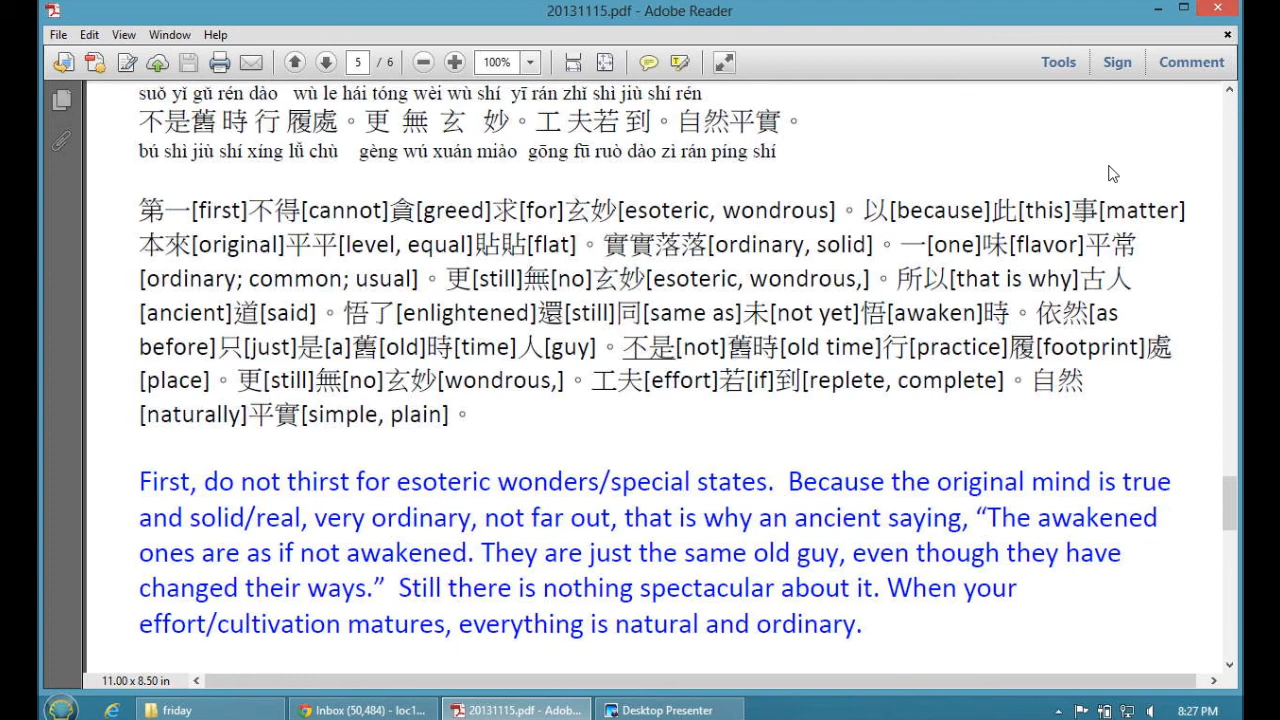 20131115.pdf - Adobe Reader
File Edit View Window Help
5 / 6 100% Tools Sign Comment
suǒ yǐ gǔ rén dào wù le hái tóng wèi wù shí yī rán zhǐ shì jiù shí rén
不是舊 時 行 履處。更 無 玄 妙。工 夫若 到。自然平實。
bú shì jiù shí xíng lǚ chù gèng wú xuán miào gōng fū ruò dào zì rán píng shí
第一[first]不得[cannot]貪[greed]求[for]玄妙[esoteric, wondrous]。以[because]此[this]事[matter]
本來[original]平平[level, equal]貼貼[flat]。實實落落[ordinary, solid]。一[one]味[flavor]平常
[ordinary; common; usual]。更[still]無[no]玄妙[esoteric, wondrous,]。所以[that is why]古人
[ancient]道[said]。悟了[enlightened]還[still]同[same as]未[not yet]悟[awaken]時。依然[as
before]只[just]是[a]舊[old]時[time]人[guy]。不是[not]舊時[old time]行[practice]履[footprint]處
[place]。更[still]無[no]玄妙[wondrous,]。工夫[effort]若[if]到[replete, complete]。自然
[naturally]平實[simple, plain]。
First, do not thirst for esoteric wonders/special states. Because the original mind is true
and solid/real, very ordinary, not far out, that is why an ancient saying, “The awakened
ones are as if not awakened. They are just the same old guy, even though they have
changed their ways.” Still there is nothing spectacular about it. When your
effort/cultivation matures, everything is natural and ordinary.
11.00 x 8.50 in
friday Inbox (50,484) - loc1... 20131115.pdf - Adob... Desktop Presenter 8:27 PM